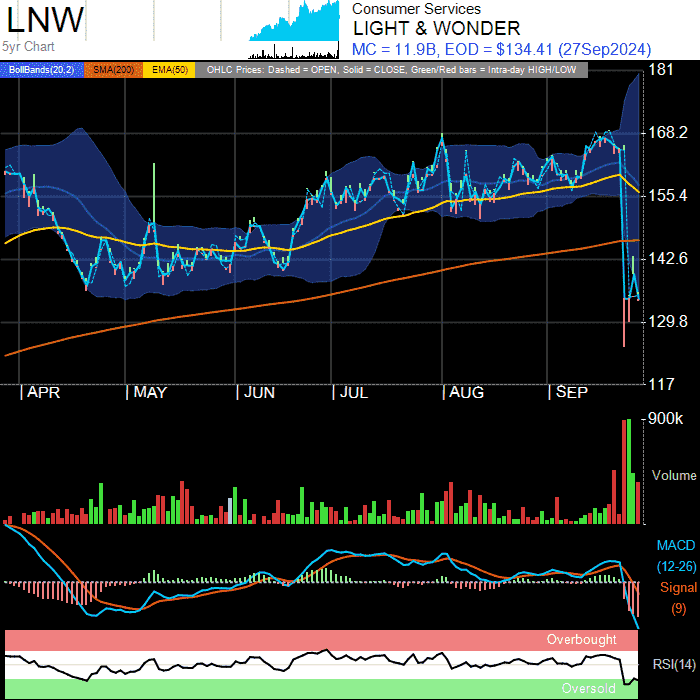 LNW
5yr Chart
Consumer Services
LIGHT & WONDER
MC = 11.9B, EOD = $134.41 (27Sep2024)
BollBands(20,2) SMA(200) EMA(50) OHLC Prices: Dashed = OPEN, Solid = CLOSE, Green/Red bars = Intra-day HIGH/LOW
181
168.2
155.4
142.6
129.8
117
APR MAY JUN JUL AUG SEP
900k
Volume
MACD
(12-26)
Signal
(9)
Overbought
RSI(14)
Oversold